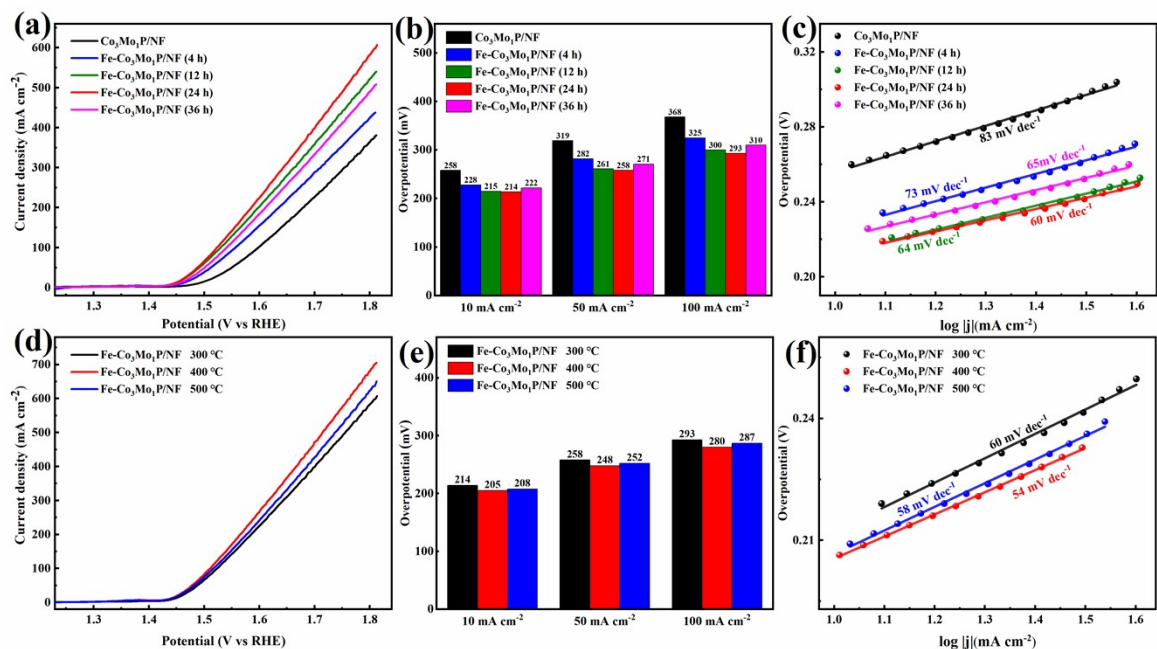 (a)
Co₃Mo₁P/NF
Fe-Co₃Mo₁P/NF (4 h)
Fe-Co₃Mo₁P/NF (12 h)
Fe-Co₃Mo₁P/NF (24 h)
Fe-Co₃Mo₁P/NF (36 h)
Current density (mA cm⁻²)
600
500
400
300
200
100
0
1.3 1.4 1.5 1.6 1.7 1.8
Potential (V vs RHE)
(b)
Co₃Mo₁P/NF
Fe-Co₃Mo₁P/NF (4 h)
Fe-Co₃Mo₁P/NF (12 h)
Fe-Co₃Mo₁P/NF (24 h)
Fe-Co₃Mo₁P/NF (36 h)
Overpotential (mV)
500
400
300
200
100
0
258 228 215 214 222
319 282 261 258 271
368 325 300 293 310
10 mA cm⁻² 50 mA cm⁻² 100 mA cm⁻²
(c)
Co₃Mo₁P/NF
Fe-Co₃Mo₁P/NF (4 h)
Fe-Co₃Mo₁P/NF (12 h)
Fe-Co₃Mo₁P/NF (24 h)
Fe-Co₃Mo₁P/NF (36 h)
Overpotential (V)
0.32
0.28
0.24
0.20
83 mV dec⁻¹
65mV dec⁻¹
73 mV dec⁻¹
60 mV dec⁻¹
64 mV dec⁻¹
1.0 1.1 1.2 1.3 1.4 1.5 1.6
log |j|(mA cm⁻²)
(d)
Fe-Co₃Mo₁P/NF 300 °C
Fe-Co₃Mo₁P/NF 400 °C
Fe-Co₃Mo₁P/NF 500 °C
Current density (mA cm⁻²)
700
600
500
400
300
200
100
0
1.3 1.4 1.5 1.6 1.7 1.8
Potential (V vs RHE)
(e)
Fe-Co₃Mo₁P/NF 300 °C
Fe-Co₃Mo₁P/NF 400 °C
Fe-Co₃Mo₁P/NF 500 °C
Overpotential (mV)
400
300
200
100
0
214 205 208
258 248 252
293 280 287
10 mA cm⁻² 50 mA cm⁻² 100 mA cm⁻²
(f)
Fe-Co₃Mo₁P/NF 300 °C
Fe-Co₃Mo₁P/NF 400 °C
Fe-Co₃Mo₁P/NF 500 °C
Overpotential (V)
0.24
0.21
60 mV dec⁻¹
58 mV dec⁻¹
54 mV dec⁻¹
1.0 1.1 1.2 1.3 1.4 1.5 1.6
log |j|(mA cm⁻²)